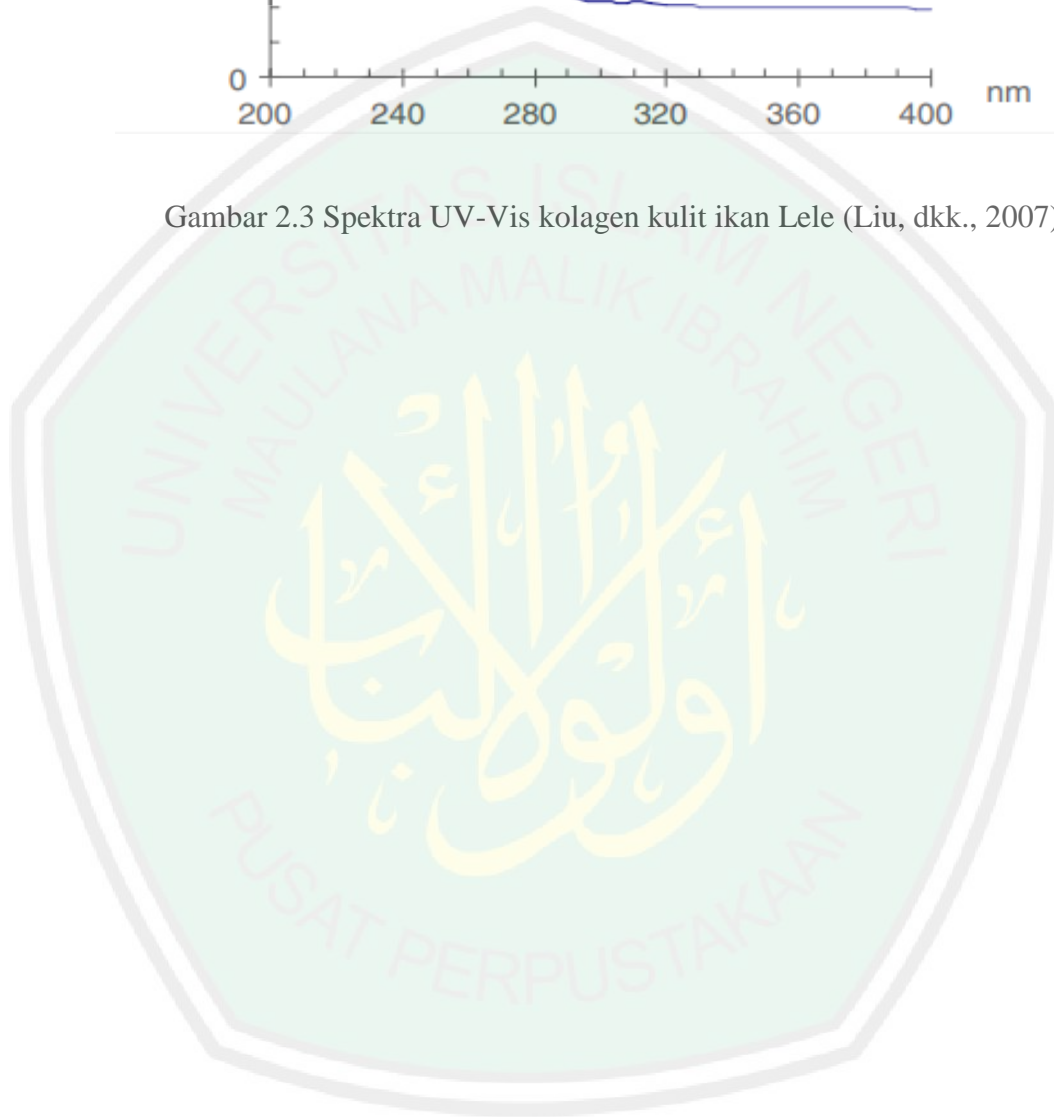 0
200 240 280 320 360 400 nm
Gambar 2.3 Spektra UV-Vis kolagen kulit ikan Lele (Liu, dkk., 2007)
UNIVERSITAS ISLAM NEGERI
MAULANA MALIK IBRAHIM
PUSAT PERPUSTAKAAN